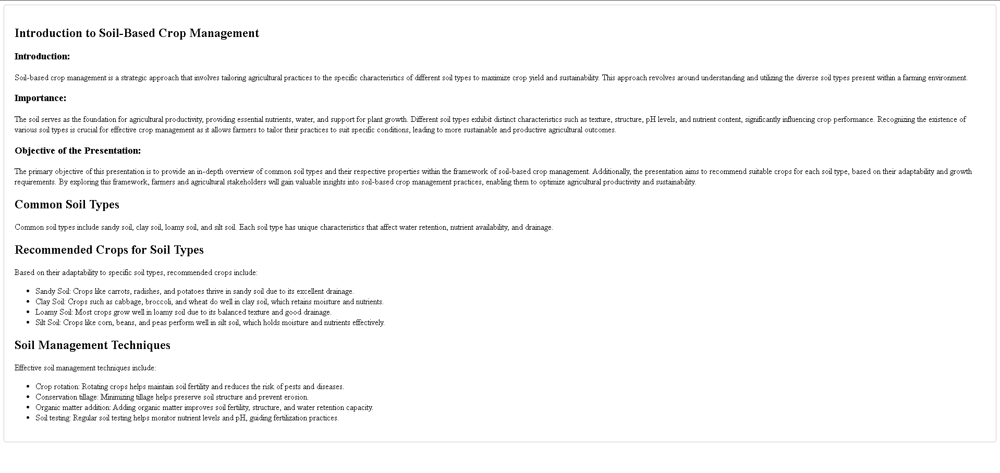 Introduction to Soil-Based Crop Management
Introduction:
Soil-based crop management is a strategic approach that involves tailoring agricultural practices to the specific characteristics of different soil types to maximize crop yield and sustainability. This approach revolves around understanding and utilizing the diverse soil types present within a farming environment.
Importance:
The soil serves as the foundation for agricultural productivity, providing essential nutrients, water, and support for plant growth. Different soil types exhibit distinct characteristics such as texture, structure, pH levels, and nutrient content, significantly influencing crop performance. Recognizing the existence of
various soil types is crucial for effective crop management as it allows farmers to tailor their practices to suit specific conditions, leading to more sustainable and productive agricultural outcomes.
Objective of the Presentation:
The primary objective of this presentation is to provide an in-depth overview of common soil types and their respective properties within the framework of soil-based crop management. Additionally, the presentation aims to recommend suitable crops for each soil type, based on their adaptability and growth
requirements. By exploring this framework, farmers and agricultural stakeholders will gain valuable insights into soil-based crop management practices, enabling them to optimize agricultural productivity and sustainability.
Common Soil Types
Common soil types include sandy soil, clay soil, loamy soil, and silt soil. Each soil type has unique characteristics that affect water retention, nutrient availability, and drainage.
Recommended Crops for Soil Types
Based on their adaptability to specific soil types, recommended crops include:
• Sandy Soil: Crops like carrots, radishes, and potatoes thrive in sandy soil due to its excellent drainage.
• Clay Soil: Crops such as cabbage, broccoli, and wheat do well in clay soil, which retains moisture and nutrients.
• Loamy Soil: Most crops grow well in loamy soil due to its balanced texture and good drainage.
• Silt Soil: Crops like corn, beans, and peas perform well in silt soil, which holds moisture and nutrients effectively.
Soil Management Techniques
Effective soil management techniques include:
• Crop rotation: Rotating crops helps maintain soil fertility and reduces the risk of pests and diseases.
• Conservation tillage: Minimizing tillage helps preserve soil structure and prevent erosion.
• Organic matter addition: Adding organic matter improves soil fertility, structure, and water retention capacity.
• Soil testing: Regular soil testing helps monitor nutrient levels and pH, guiding fertilization practices.